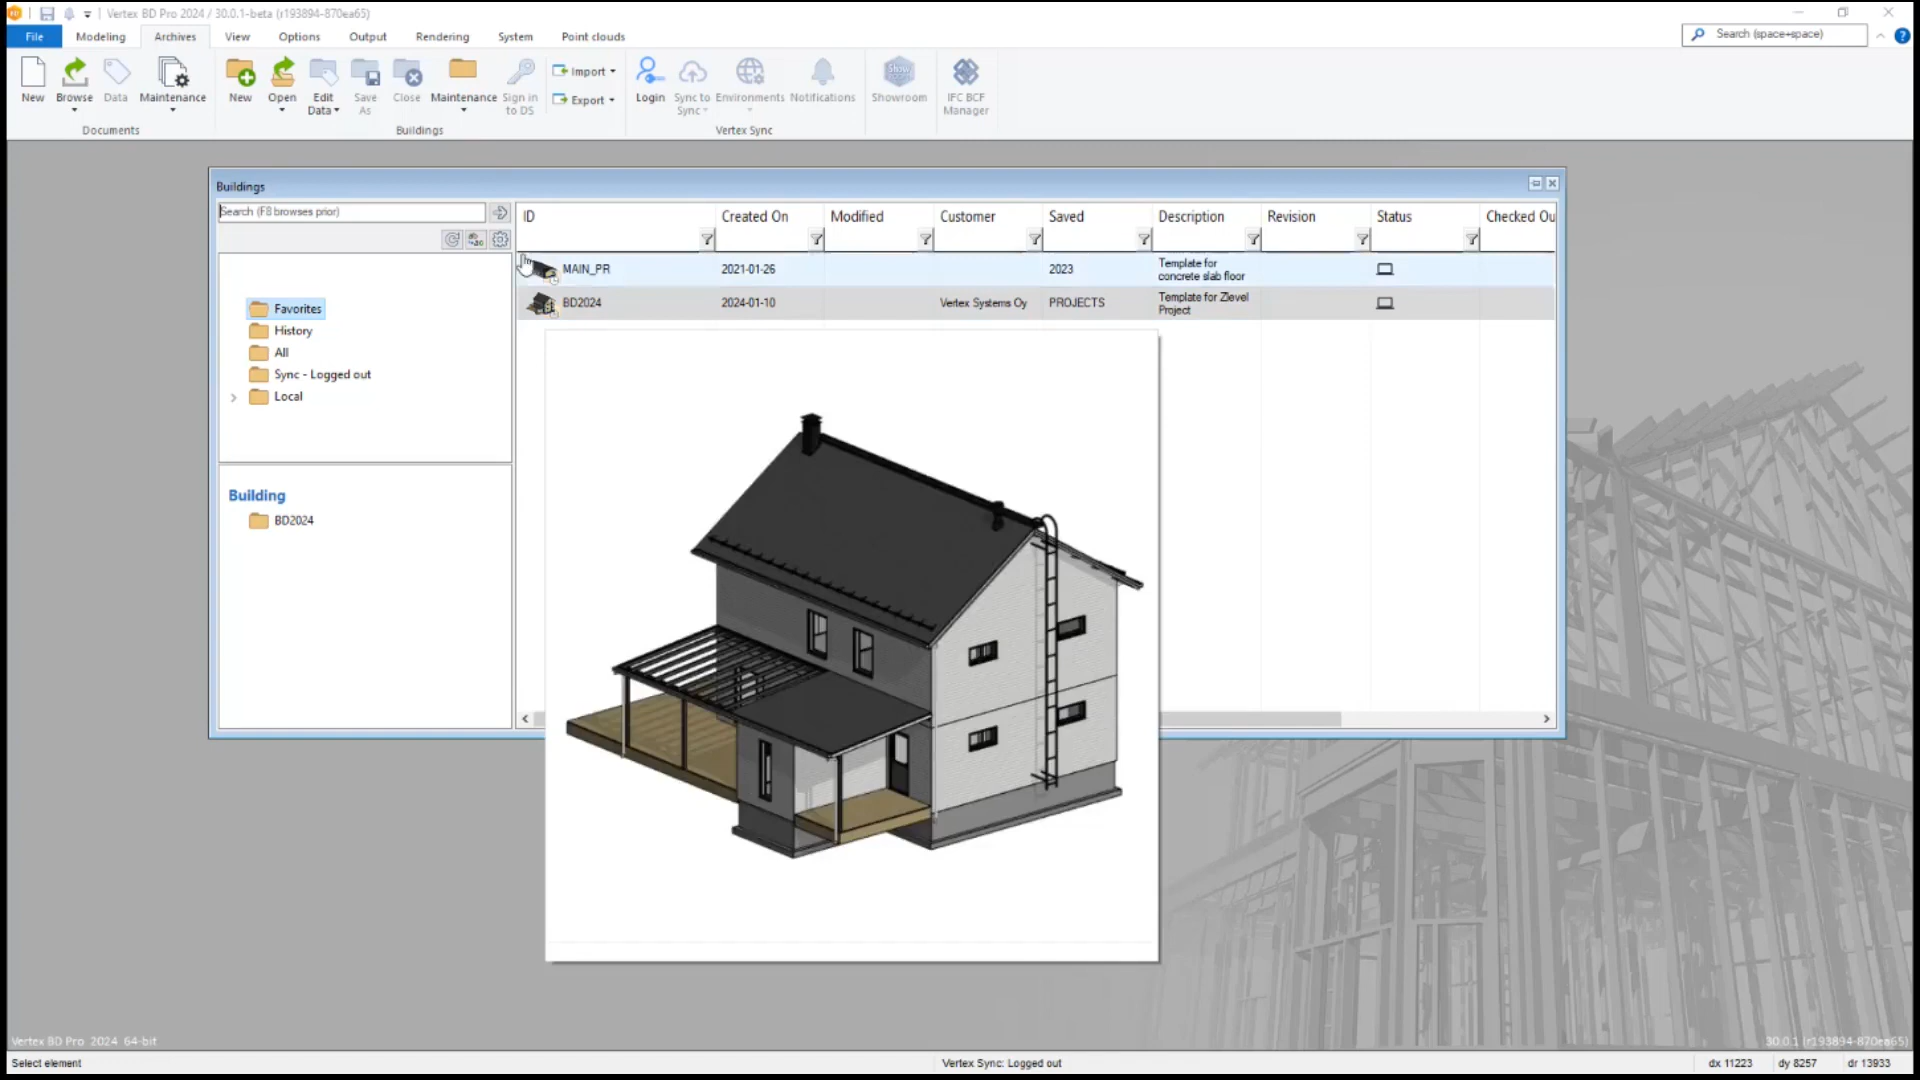 Vertex BD Pro 2024 / 30.0.1-beta (r193894-870ea65)
File Modeling Archives View Options Output Rendering System Point clouds
Search (space+space)
New Browse Data Maintenance
Documents
New Open Edit Data Save As Close Maintenance Sign in to DS
Import
Export
Buildings
Login Sync to Sync Environments Notifications
Vertex Sync
Show room
Showroom
IFC BCF Manager
Buildings
Search (F8 browses prior)
ID Created On Modified Customer Saved Description Revision Status Checked Ou
MAIN_PR 2021-01-26 2023 Template for concrete slab floor
BD2024 2024-01-10 Vertex Systems Oy PROJECTS Template for Zlevel Project
Favorites
History
All
Sync - Logged out
Local
Building
BD2024
Vertex BD Pro 2024 64-bit
30.0.1 (r193894-870ea65)
Select element
Vertex Sync: Logged out
dx 11223 dy 8257 dr 13933